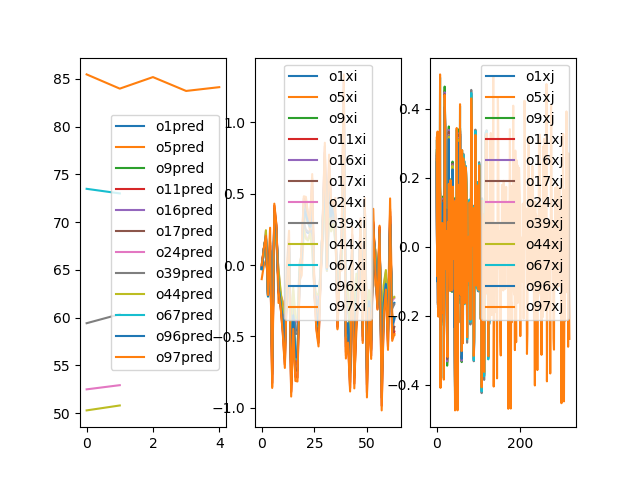 85
80
75
70
65
60
55
50
0
2
4
o1pred
o5pred
o9pred
o11pred
o16pred
o17pred
o24pred
o39pred
o44pred
o67pred
o96pred
o97pred
1.0
0.5
0.0
−0.5
−1.0
0
25
50
o1xi
o5xi
o9xi
o11xi
o16xi
o17xi
o24xi
o39xi
o44xi
o67xi
o96xi
o97xi
0.4
0.2
0.0
−0.4
0
200
o1xj
o5xj
o9xj
o11xj
o16xj
o17xj
o24xj
o39xj
o44xj
o67xj
o96xj
o97xj